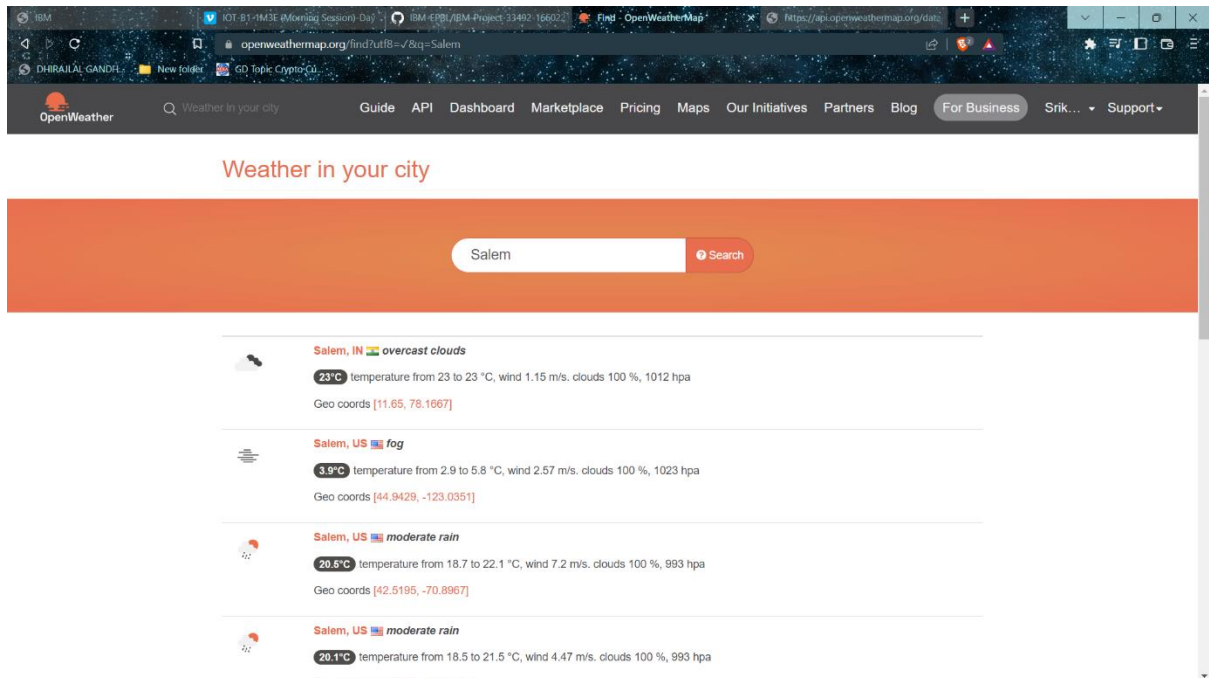 IBM
IOT-B1-1M3E (Morning Session)-Day
IBM-EPBL/IBM-Project-33492-166022
Find - OpenWeatherMap
https://api.openweathermap.org/data
openweathermap.org/find?utf8=✓&q=Salem
DHIRAJLAL GANDH...
New folder
GD Topic Crypto Cu...
OpenWeather
Weather in your city
Guide
API
Dashboard
Marketplace
Pricing
Maps
Our Initiatives
Partners
Blog
For Business
Srik...
Support
Weather in your city
Salem
Search
Salem, IN overcast clouds
23°C temperature from 23 to 23 °C, wind 1.15 m/s. clouds 100 %, 1012 hpa
Geo coords [11.65, 78.1667]
Salem, US fog
3.9°C temperature from 2.9 to 5.8 °C, wind 2.57 m/s. clouds 100 %, 1023 hpa
Geo coords [44.9429, -123.0351]
Salem, US moderate rain
20.5°C temperature from 18.7 to 22.1 °C, wind 7.2 m/s. clouds 100 %, 993 hpa
Geo coords [42.5195, -70.8967]
Salem, US moderate rain
20.1°C temperature from 18.5 to 21.5 °C, wind 4.47 m/s. clouds 100 %, 993 hpa